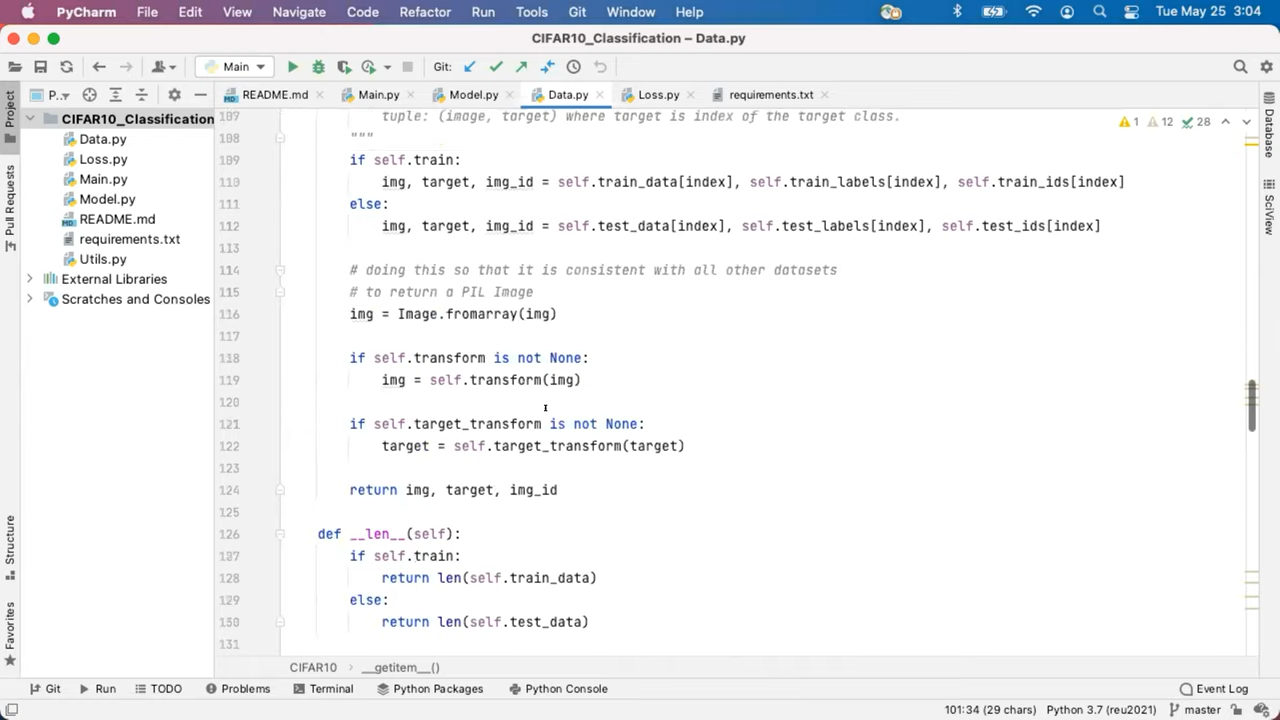 PyCharm File Edit View Navigate Code Refactor Run Tools Git Window Help Tue May 25 3:04
CIFAR10_Classification – Data.py
Main Git:
Project P.. README.md Main.py Model.py Data.py Loss.py requirements.txt
CIFAR10_Classification
Data.py
Loss.py
Main.py
Model.py
README.md
requirements.txt
Utils.py
External Libraries
Scratches and Consoles
Pull Requests
Structure
Favorites
107 tuple: (image, target) where target is index of the target class.
108 """
109 if self.train:
110 img, target, img_id = self.train_data[index], self.train_labels[index], self.train_ids[index]
111 else:
112 img, target, img_id = self.test_data[index], self.test_labels[index], self.test_ids[index]
113
114 # doing this so that it is consistent with all other datasets
115 # to return a PIL Image
116 img = Image.fromarray(img)
117
118 if self.transform is not None:
119 img = self.transform(img)
120
121 if self.target_transform is not None:
122 target = self.target_transform(target)
123
124 return img, target, img_id
125
126 def __len__(self):
127 if self.train:
128 return len(self.train_data)
129 else:
130 return len(self.test_data)
131
1 12 28
Database
SciView
CIFAR10 › __getitem__()
Git Run TODO Problems Terminal Python Packages Python Console Event Log
101:34 (29 chars) Python 3.7 (reu2021) master